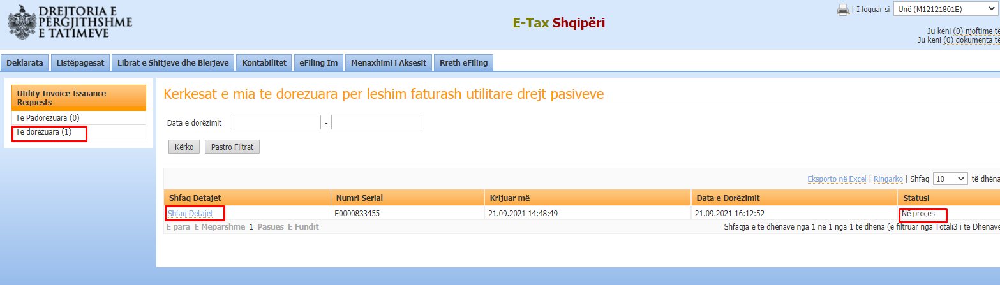 DREJTORIA E
PËRGJITHSHME
E TATIMEVE
E-Tax Shqipëri
| I loguar si Unë (M12121801E)
Ju keni (0) njoftime të
Ju keni (0) dokumenta të
Deklarata Listëpagesat Librat e Shitjeve dhe Blerjeve Kontabilitet eFiling Im Menaxhimi i Aksesit Rreth eFiling
Utility Invoice Issuance
Requests
Të Padorëzuara (0)
Të dorëzuara (1)
Kerkesat e mia te dorezuara per leshim faturash utilitare drejt pasiveve
Data e dorëzimit -
Kërko Pastro Filtrat
Eksporto në Excel | Ringarko | Shfaq 10 të dhëna
Shfaq Detajet Numri Serial Krijuar më Data e Dorëzimit Statusi
Shfaq Detajet E0000833455 21.09.2021 14:48:49 21.09.2021 16:12:52 Në proçes
E para E Mëparshme 1 Pasues E Fundit Shfaqja e të dhënave nga 1 në 1 nga 1 të dhëna (e filtruar nga Totali3 i të Dhënave